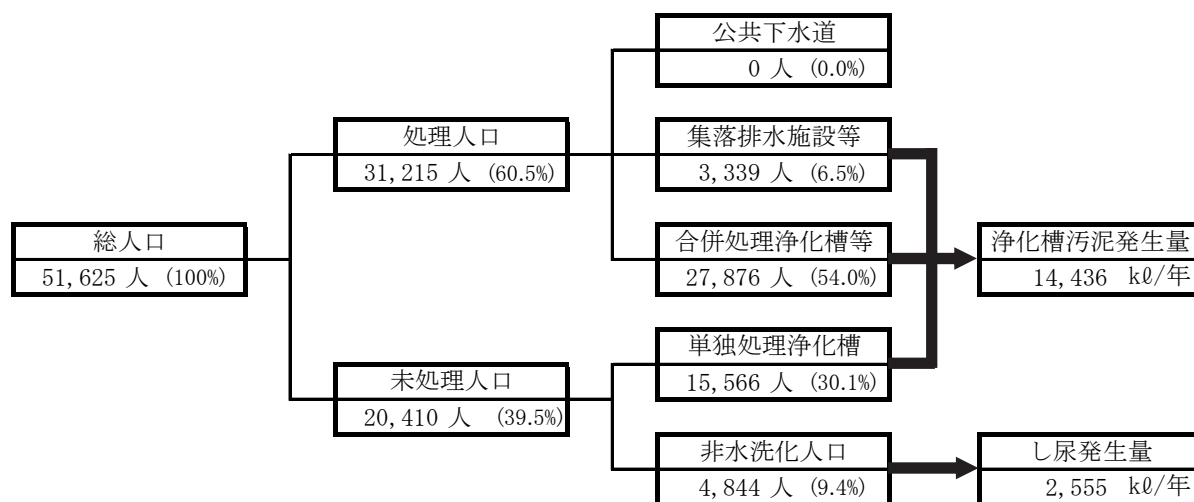 公共下水道
0 人 (0.0%)
処理人口
31,215 人 (60.5%)
集落排水施設等
3,339 人 (6.5%)
総人口
51,625 人 (100%)
合併処理浄化槽等
27,876 人 (54.0%)
浄化槽汚泥発生量
14,436 kℓ/年
単独処理浄化槽
15,566 人 (30.1%)
未処理人口
20,410 人 (39.5%)
非水洗化人口
4,844 人 (9.4%)
し尿発生量
2,555 kℓ/年